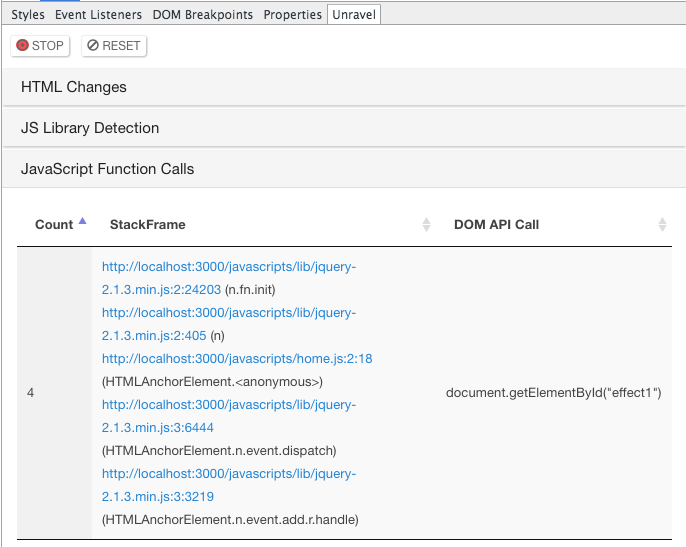 Styles Event Listeners DOM Breakpoints Properties Unravel
STOP RESET
HTML Changes
JS Library Detection
JavaScript Function Calls
Count StackFrame DOM API Call
http://localhost:3000/javascripts/lib/jquery-
2.1.3.min.js:2:24203 (n.fn.init)
http://localhost:3000/javascripts/lib/jquery-
2.1.3.min.js:2:405 (n)
http://localhost:3000/javascripts/home.js:2:18
(HTMLAnchorElement.<anonymous>)
4 document.getElementById("effect1")
http://localhost:3000/javascripts/lib/jquery-
2.1.3.min.js:3:6444
(HTMLAnchorElement.n.event.dispatch)
http://localhost:3000/javascripts/lib/jquery-
2.1.3.min.js:3:3219
(HTMLAnchorElement.n.event.add.r.handle)